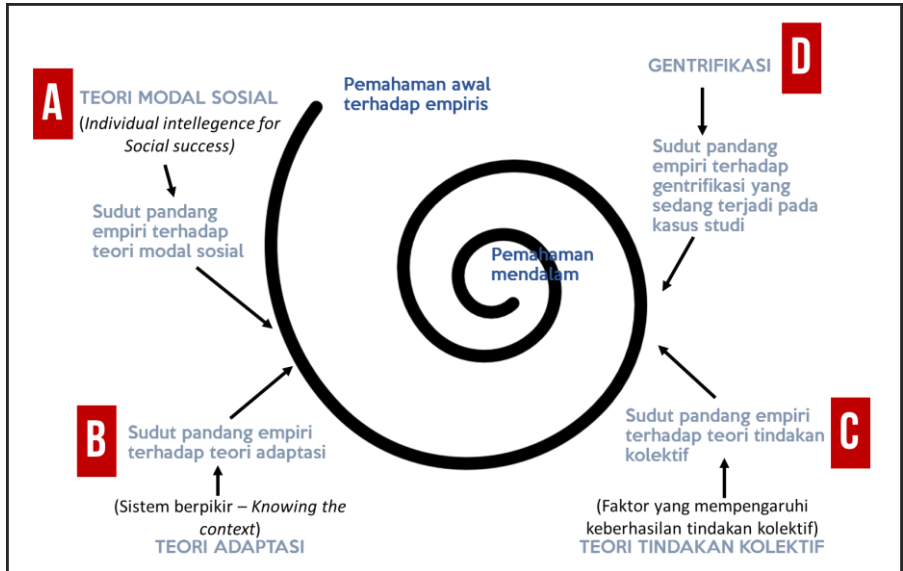 A
TEORI MODAL SOSIAL
(Individual intellegence for
Social success)
Sudut pandang
empiri terhadap
teori modal sosial
B
Sudut pandang empiri
terhadap teori adaptasi
(Sistem berpikir – Knowing the
context)
TEORI ADAPTASI
Pemahaman awal
terhadap empiris
Pemahaman
mendalam
C
Sudut pandang empiri
terhadap teori tindakan
kolektif
(Faktor yang mempengaruhi
keberhasilan tindakan kolektif)
TEORI TINDAKAN KOLEKTIF
GENTRIFIKASI
D
Sudut pandang
empiri terhadap
gentrifikasi yang
sedang terjadi pada
kasus studi